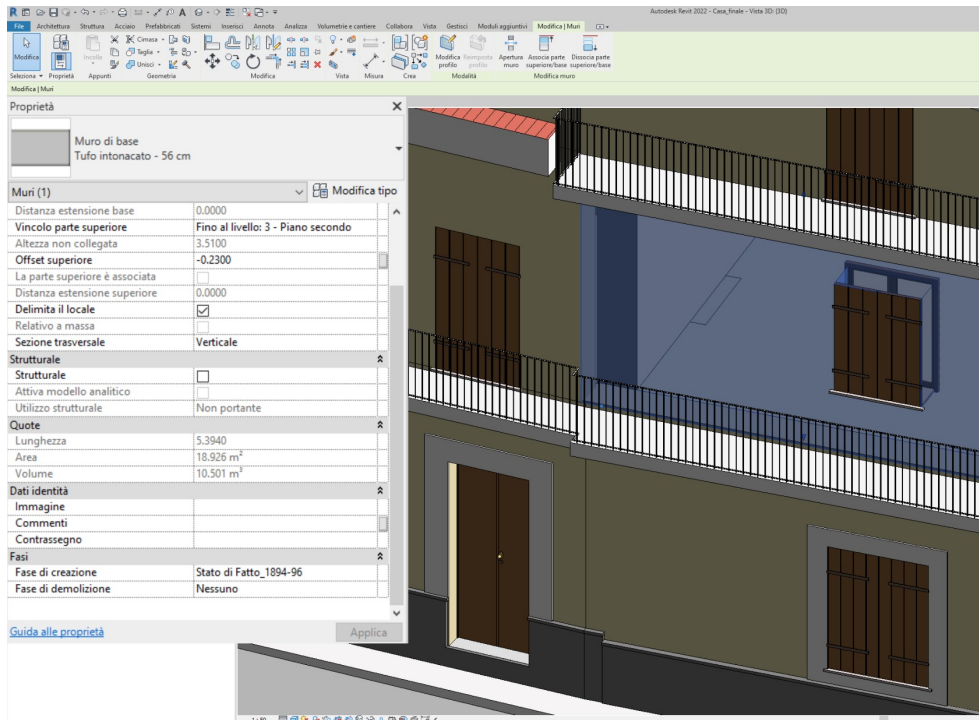 Autodesk Revit 2022 - Casa_finale - Vista 3D: {3D}
File Architettura Struttura Acciaio Prefabbricati Sistemi Inserisci Annota Analizza Volumetrie e cantiere Collabora Vista Gestisci Moduli aggiuntivi Modifica | Muri
Modifica
Incolla
Cimasa
Taglia
Unisci
Modifica profilo
Reimposta profilo
Apertura muro
Associa parte superiore/base
Dissocia parte superiore/base
Seleziona Proprietà Appunti Geometria Modifica Vista Misura Crea Modalità Modifica muro
Modifica | Muri
Proprietà
Muro di base
Tufo intonacato - 56 cm
Muri (1) Modifica tipo
Distanza estensione base 0.0000
Vincolo parte superiore Fino al livello: 3 - Piano secondo
Altezza non collegata 3.5100
Offset superiore -0.2300
La parte superiore è associata
Distanza estensione superiore 0.0000
Delimita il locale
Relativo a massa
Sezione trasversale Verticale
Strutturale
Strutturale
Attiva modello analitico
Utilizzo strutturale Non portante
Quote
Lunghezza 5.3940
Area 18.926 m²
Volume 10.501 m³
Dati identità
Immagine
Commenti
Contrassegno
Fasi
Fase di creazione Stato di Fatto_1894-96
Fase di demolizione Nessuno
Guida alle proprietà Applica